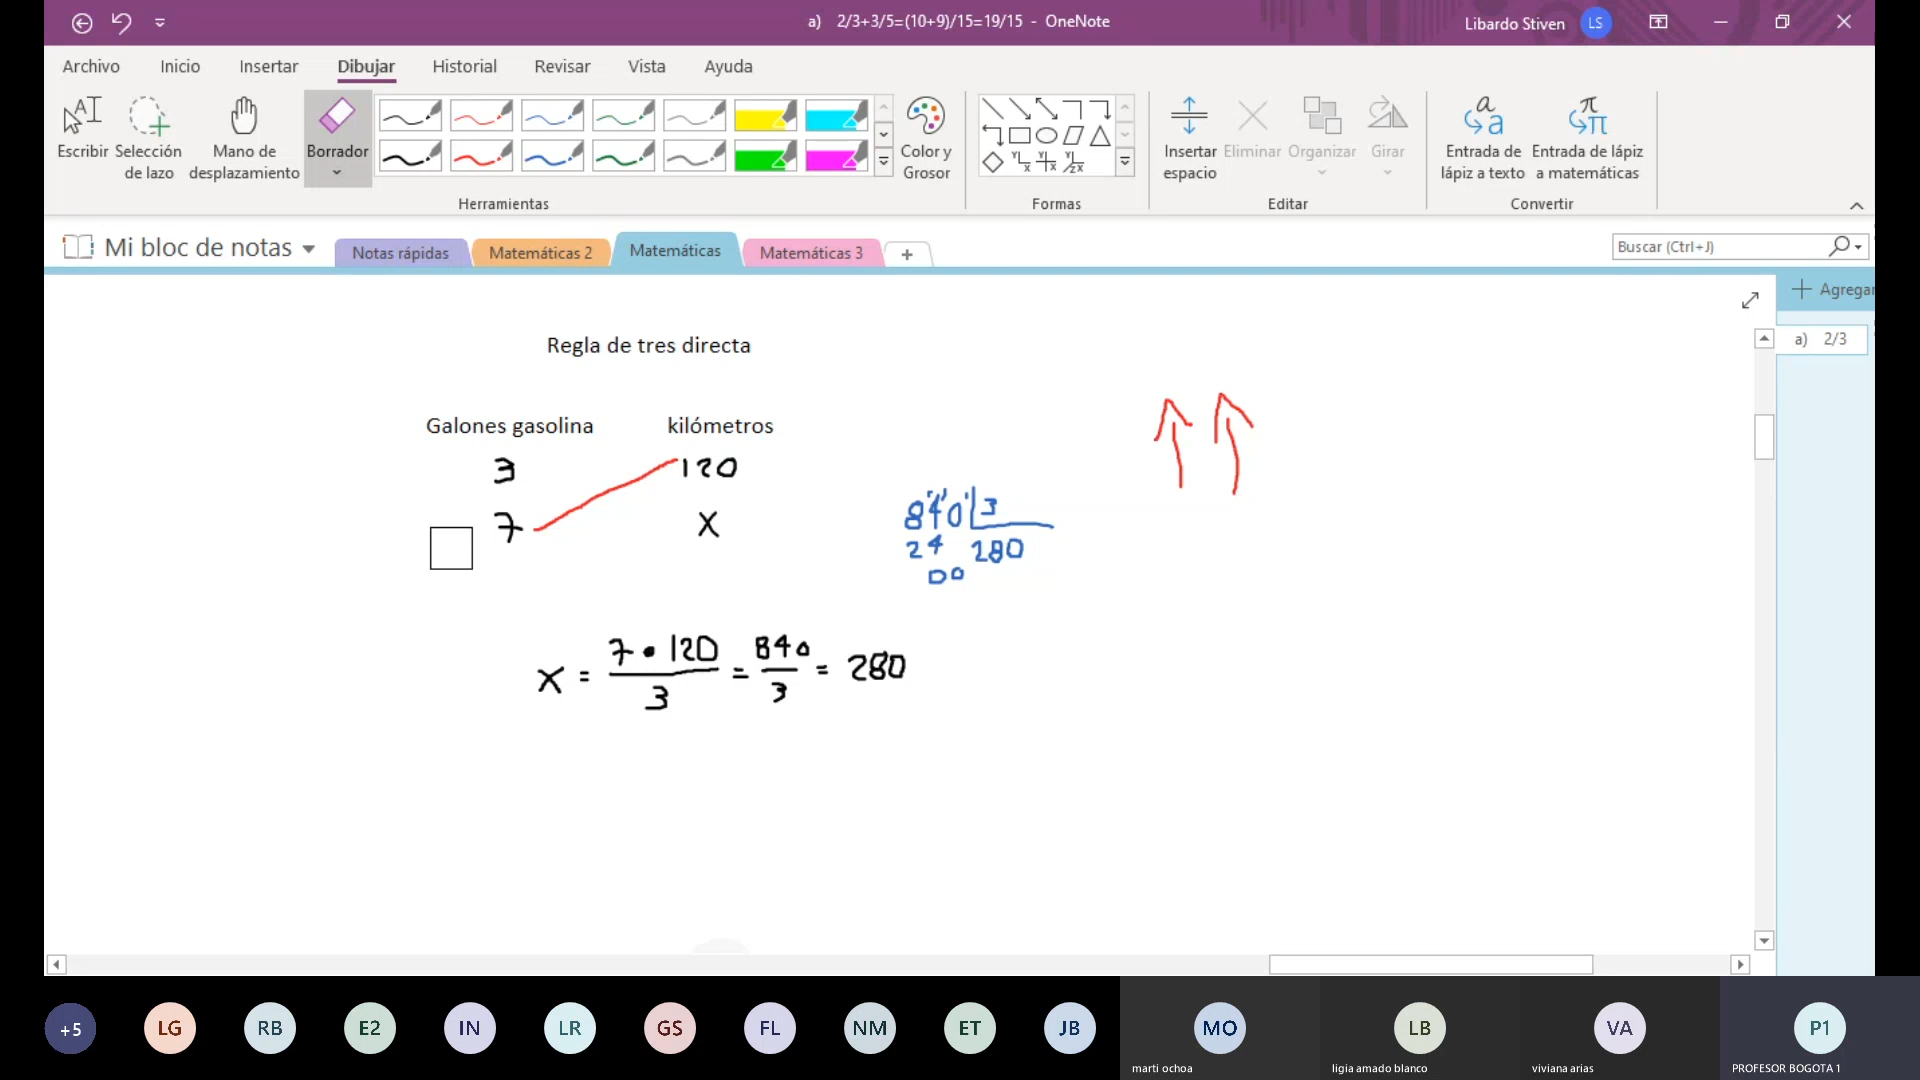 a) 2/3+3/5=(10+9)/15=19/15 - OneNote
Libardo Stiven LS
Archivo Inicio Insertar Dibujar Historial Revisar Vista Ayuda
Escribir Selección de lazo Mano de desplazamiento Borrador Color y Grosor Insertar espacio Eliminar Organizar Girar Entrada de lápiz a texto Entrada de lápiz a matemáticas
Herramientas Formas Editar Convertir
Mi bloc de notas Notas rápidas Matemáticas 2 Matemáticas Matemáticas 3 + Buscar (Ctrl+J)
+ Agregar
a) 2/3
Regla de tres directa
Galones gasolina kilómetros
3 120
7 X
840 3
24 280
00
X = 7 • 120 / 3 = 840 / 3 = 280
+5 LG RB E2 IN LR GS FL NM ET JB MO LB VA P1
marti ochoa ligia amado blanco viviana arias PROFESOR BOGOTA 1